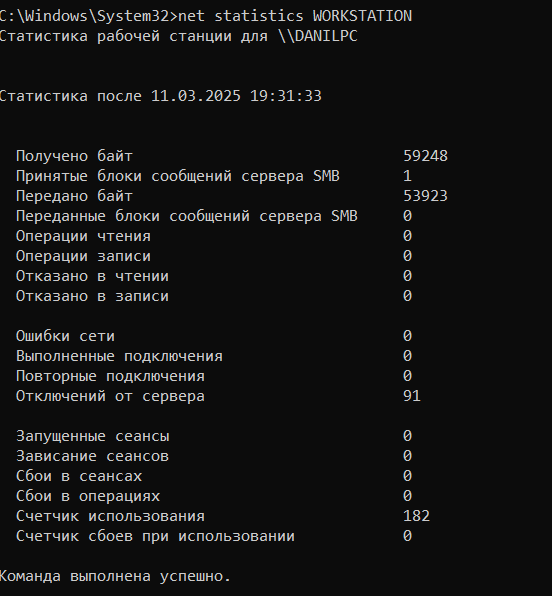 C:\Windows\System32>net statistics WORKSTATION
Статистика рабочей станции для \\DANILPC
Статистика после 11.03.2025 19:31:33
Получено байт 59248
Принятые блоки сообщений сервера SMB 1
Передано байт 53923
Переданные блоки сообщений сервера SMB 0
Операции чтения 0
Операции записи 0
Отказано в чтении 0
Отказано в записи 0
Ошибки сети 0
Выполненные подключения 0
Повторные подключения 0
Отключений от сервера 91
Запущенные сеансы 0
Зависание сеансов 0
Сбои в сеансах 0
Сбои в операциях 0
Счетчик использования 182
Счетчик сбоев при использовании 0
Команда выполнена успешно.